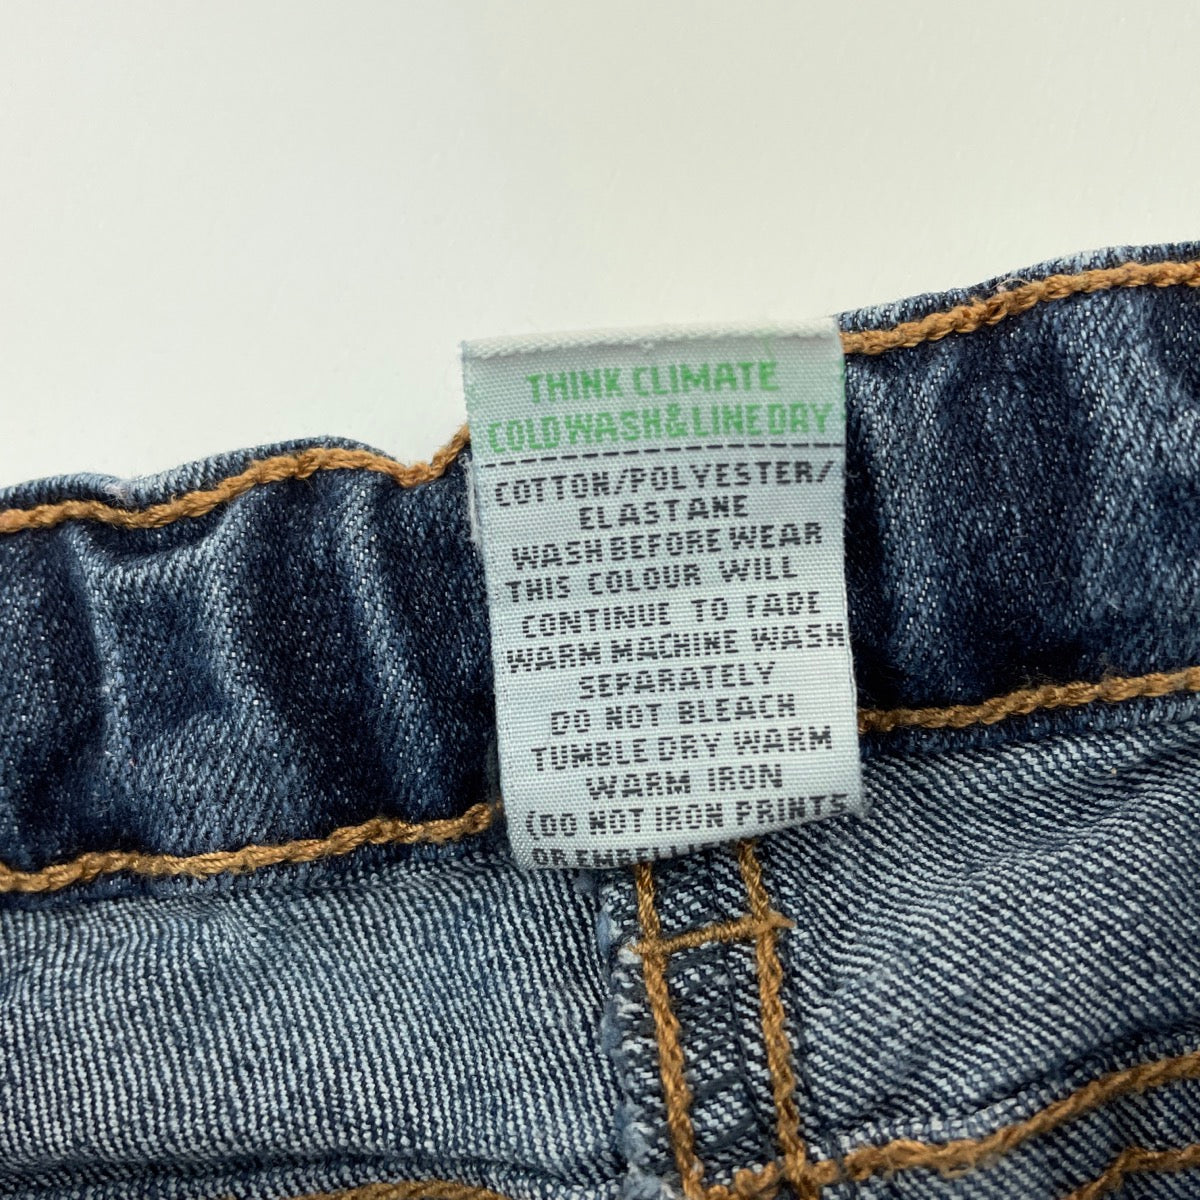 THINK CLIMATE
COLD WASH & LINE DRY
COTTON/POLYESTER/
ELASTANE
WASH BEFORE WEAR
THIS COLOUR WILL
CONTINUE TO FADE
WARM MACHINE WASH
SEPARATELY
DO NOT BLEACH
TUMBLE DRY WARM
WARM IRON
(DO NOT IRON PRINTS
OR